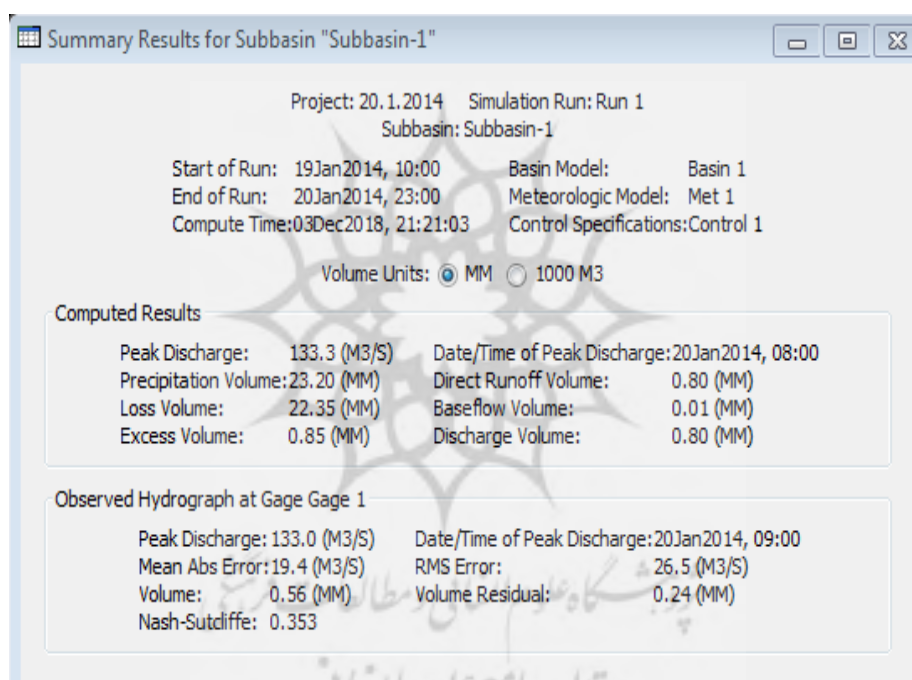 Summary Results for Subbasin "Subbasin-1"
Project: 20.1.2014 Simulation Run: Run 1
Subbasin: Subbasin-1
Start of Run: 19Jan2014, 10:00 Basin Model: Basin 1
End of Run: 20Jan2014, 23:00 Meteorologic Model: Met 1
Compute Time:03Dec2018, 21:21:03 Control Specifications:Control 1
Volume Units: MM 1000 M3
Computed Results
Peak Discharge: 133.3 (M3/S) Date/Time of Peak Discharge:20Jan2014, 08:00
Precipitation Volume:23.20 (MM) Direct Runoff Volume: 0.80 (MM)
Loss Volume: 22.35 (MM) Baseflow Volume: 0.01 (MM)
Excess Volume: 0.85 (MM) Discharge Volume: 0.80 (MM)
Observed Hydrograph at Gage Gage 1
Peak Discharge: 133.0 (M3/S) Date/Time of Peak Discharge:20Jan2014, 09:00
Mean Abs Error:19.4 (M3/S) RMS Error: 26.5 (M3/S)
Volume: 0.56 (MM) Volume Residual: 0.24 (MM)
Nash-Sutcliffe: 0.353
پژوهشگاه علوم انسانی و مطالعات فرهنگی